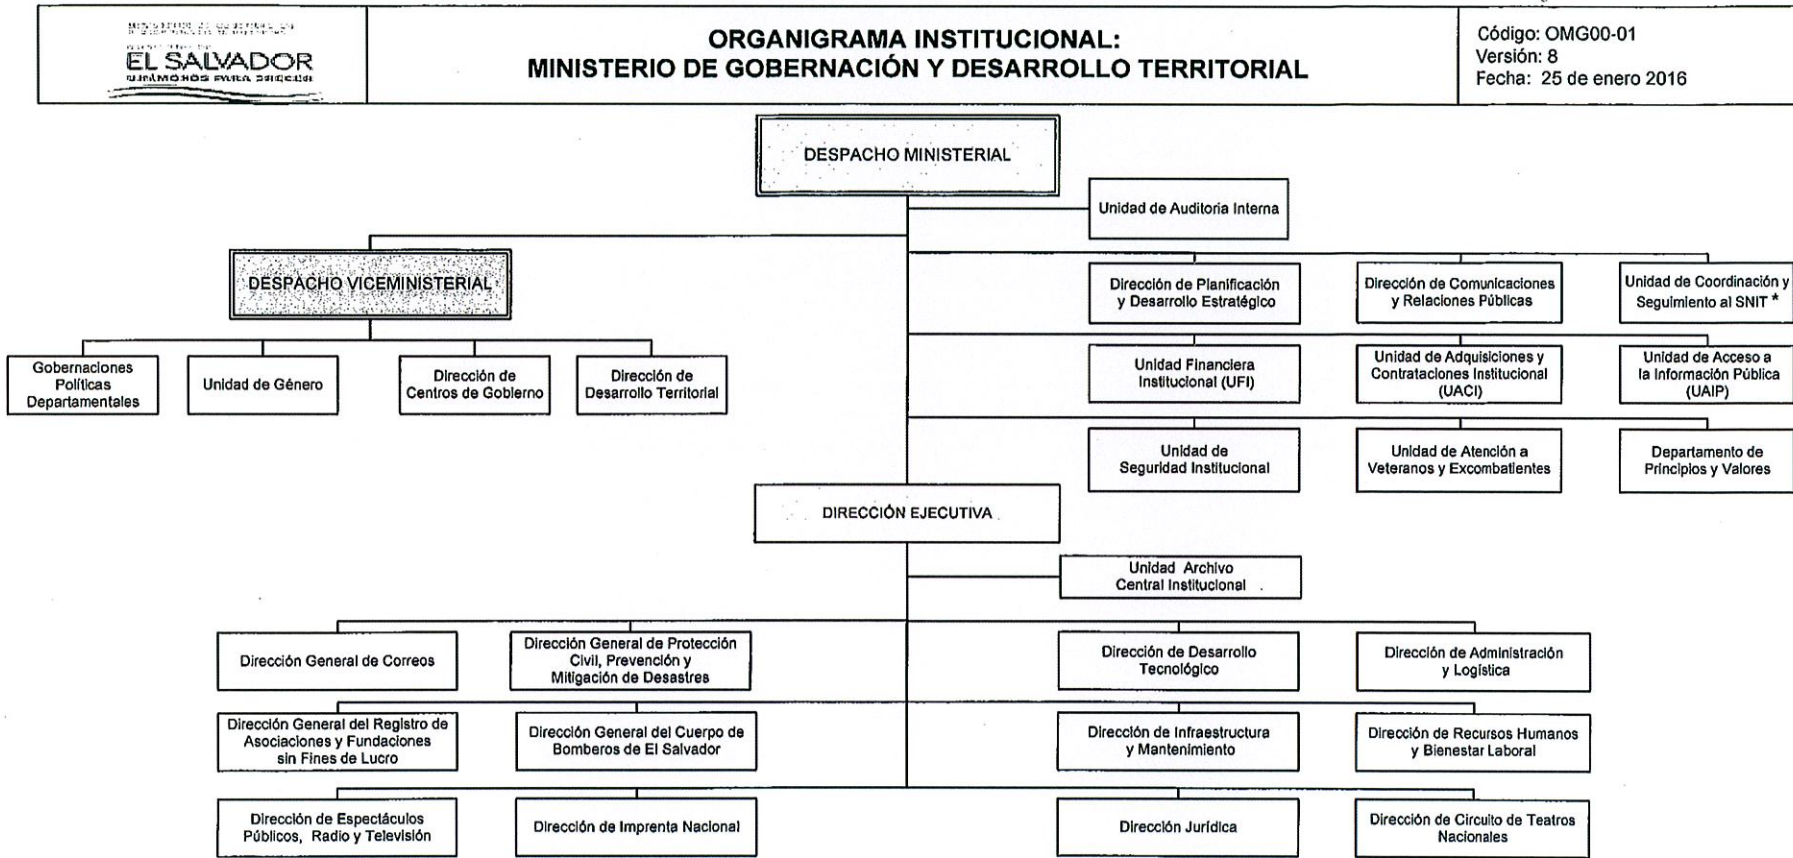 EL SALVADOR
UNÁMONOS PARA CRECER
ORGANIGRAMA INSTITUCIONAL:
MINISTERIO DE GOBERNACIÓN Y DESARROLLO TERRITORIAL
Código: OMG00-01
Versión: 8
Fecha: 25 de enero 2016
DESPACHO MINISTERIAL
Unidad de Auditoria Interna
DESPACHO VICEMINISTERIAL
Dirección de Planificación
y Desarrollo Estratégico
Dirección de Comunicaciones
y Relaciones Públicas
Unidad de Coordinación y
Seguimiento al SNIT *
Gobernaciones
Políticas
Departamentales
Unidad de Género
Dirección de
Centros de Gobierno
Dirección de
Desarrollo Territorial
Unidad Financiera
Institucional (UFI)
Unidad de Adquisiciones y
Contrataciones Institucional
(UACI)
Unidad de Acceso a
la Información Pública
(UAIP)
Unidad de
Seguridad Institucional
Unidad de Atención a
Veteranos y Excombatientes
Departamento de
Principios y Valores
DIRECCIÓN EJECUTIVA
Unidad Archivo
Central Institucional
Dirección General de Correos
Dirección General de Protección
Civil, Prevención y
Mitigación de Desastres
Dirección de Desarrollo
Tecnológico
Dirección de Administración
y Logística
Dirección General del Registro de
Asociaciones y Fundaciones
sin Fines de Lucro
Dirección General del Cuerpo de
Bomberos de El Salvador
Dirección de Infraestructura
y Mantenimiento
Dirección de Recursos Humanos
y Bienestar Laboral
Dirección de Espectáculos
Públicos, Radio y Televisión
Dirección de Imprenta Nacional
Dirección Jurídica
Dirección de Circuito de Teatros
Nacionales